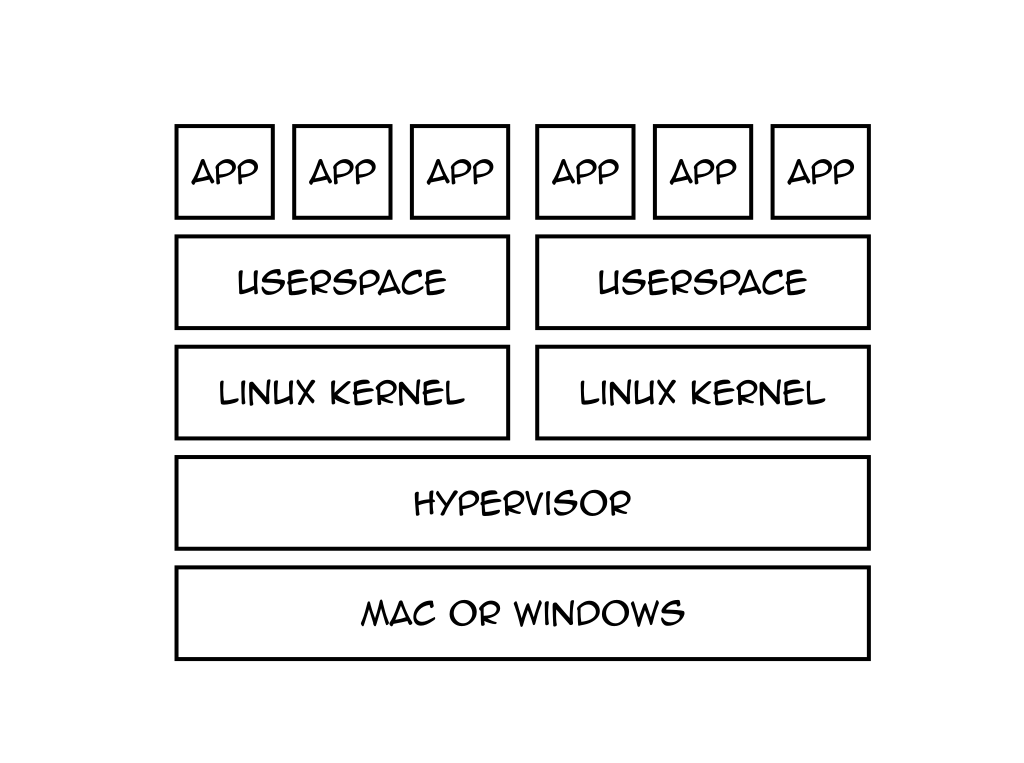 APP APP APP APP APP APP
USERSPACE USERSPACE
LINUX KERNEL LINUX KERNEL
HYPERVISOR
MAC OR WINDOWS